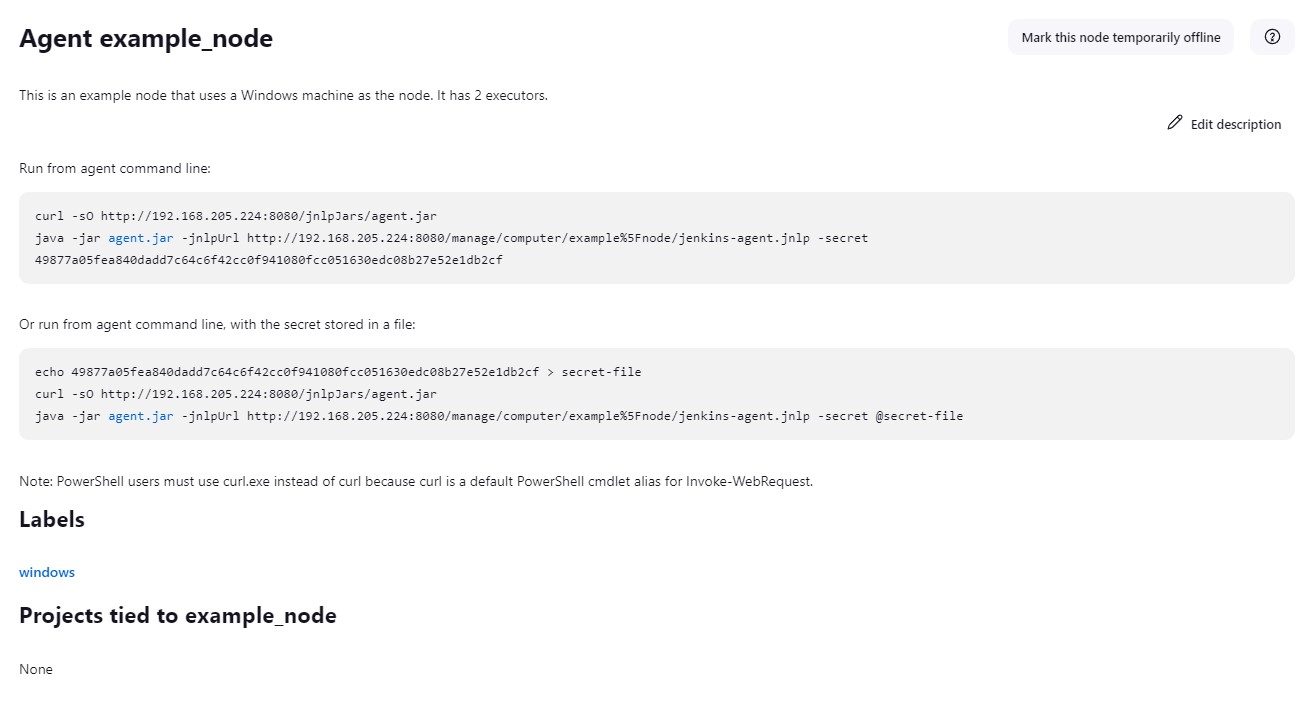 Agent example_node
Mark this node temporarily offline
This is an example node that uses a Windows machine as the node. It has 2 executors.
Edit description
Run from agent command line:
curl -sO http://192.168.205.224:8080/jnlpJars/agent.jar
java -jar agent.jar -jnlpUrl http://192.168.205.224:8080/manage/computer/example%5Fnode/jenkins-agent.jnlp -secret
49877a05fea840dadd7c64c6f42cc0f941080fcc051630edc08b27e52e1db2cf
Or run from agent command line, with the secret stored in a file:
echo 49877a05fea840dadd7c64c6f42cc0f941080fcc051630edc08b27e52e1db2cf > secret-file
curl -sO http://192.168.205.224:8080/jnlpJars/agent.jar
java -jar agent.jar -jnlpUrl http://192.168.205.224:8080/manage/computer/example%5Fnode/jenkins-agent.jnlp -secret @secret-file
Note: PowerShell users must use curl.exe instead of curl because curl is a default PowerShell cmdlet alias for Invoke-WebRequest.
Labels
windows
Projects tied to example_node
None